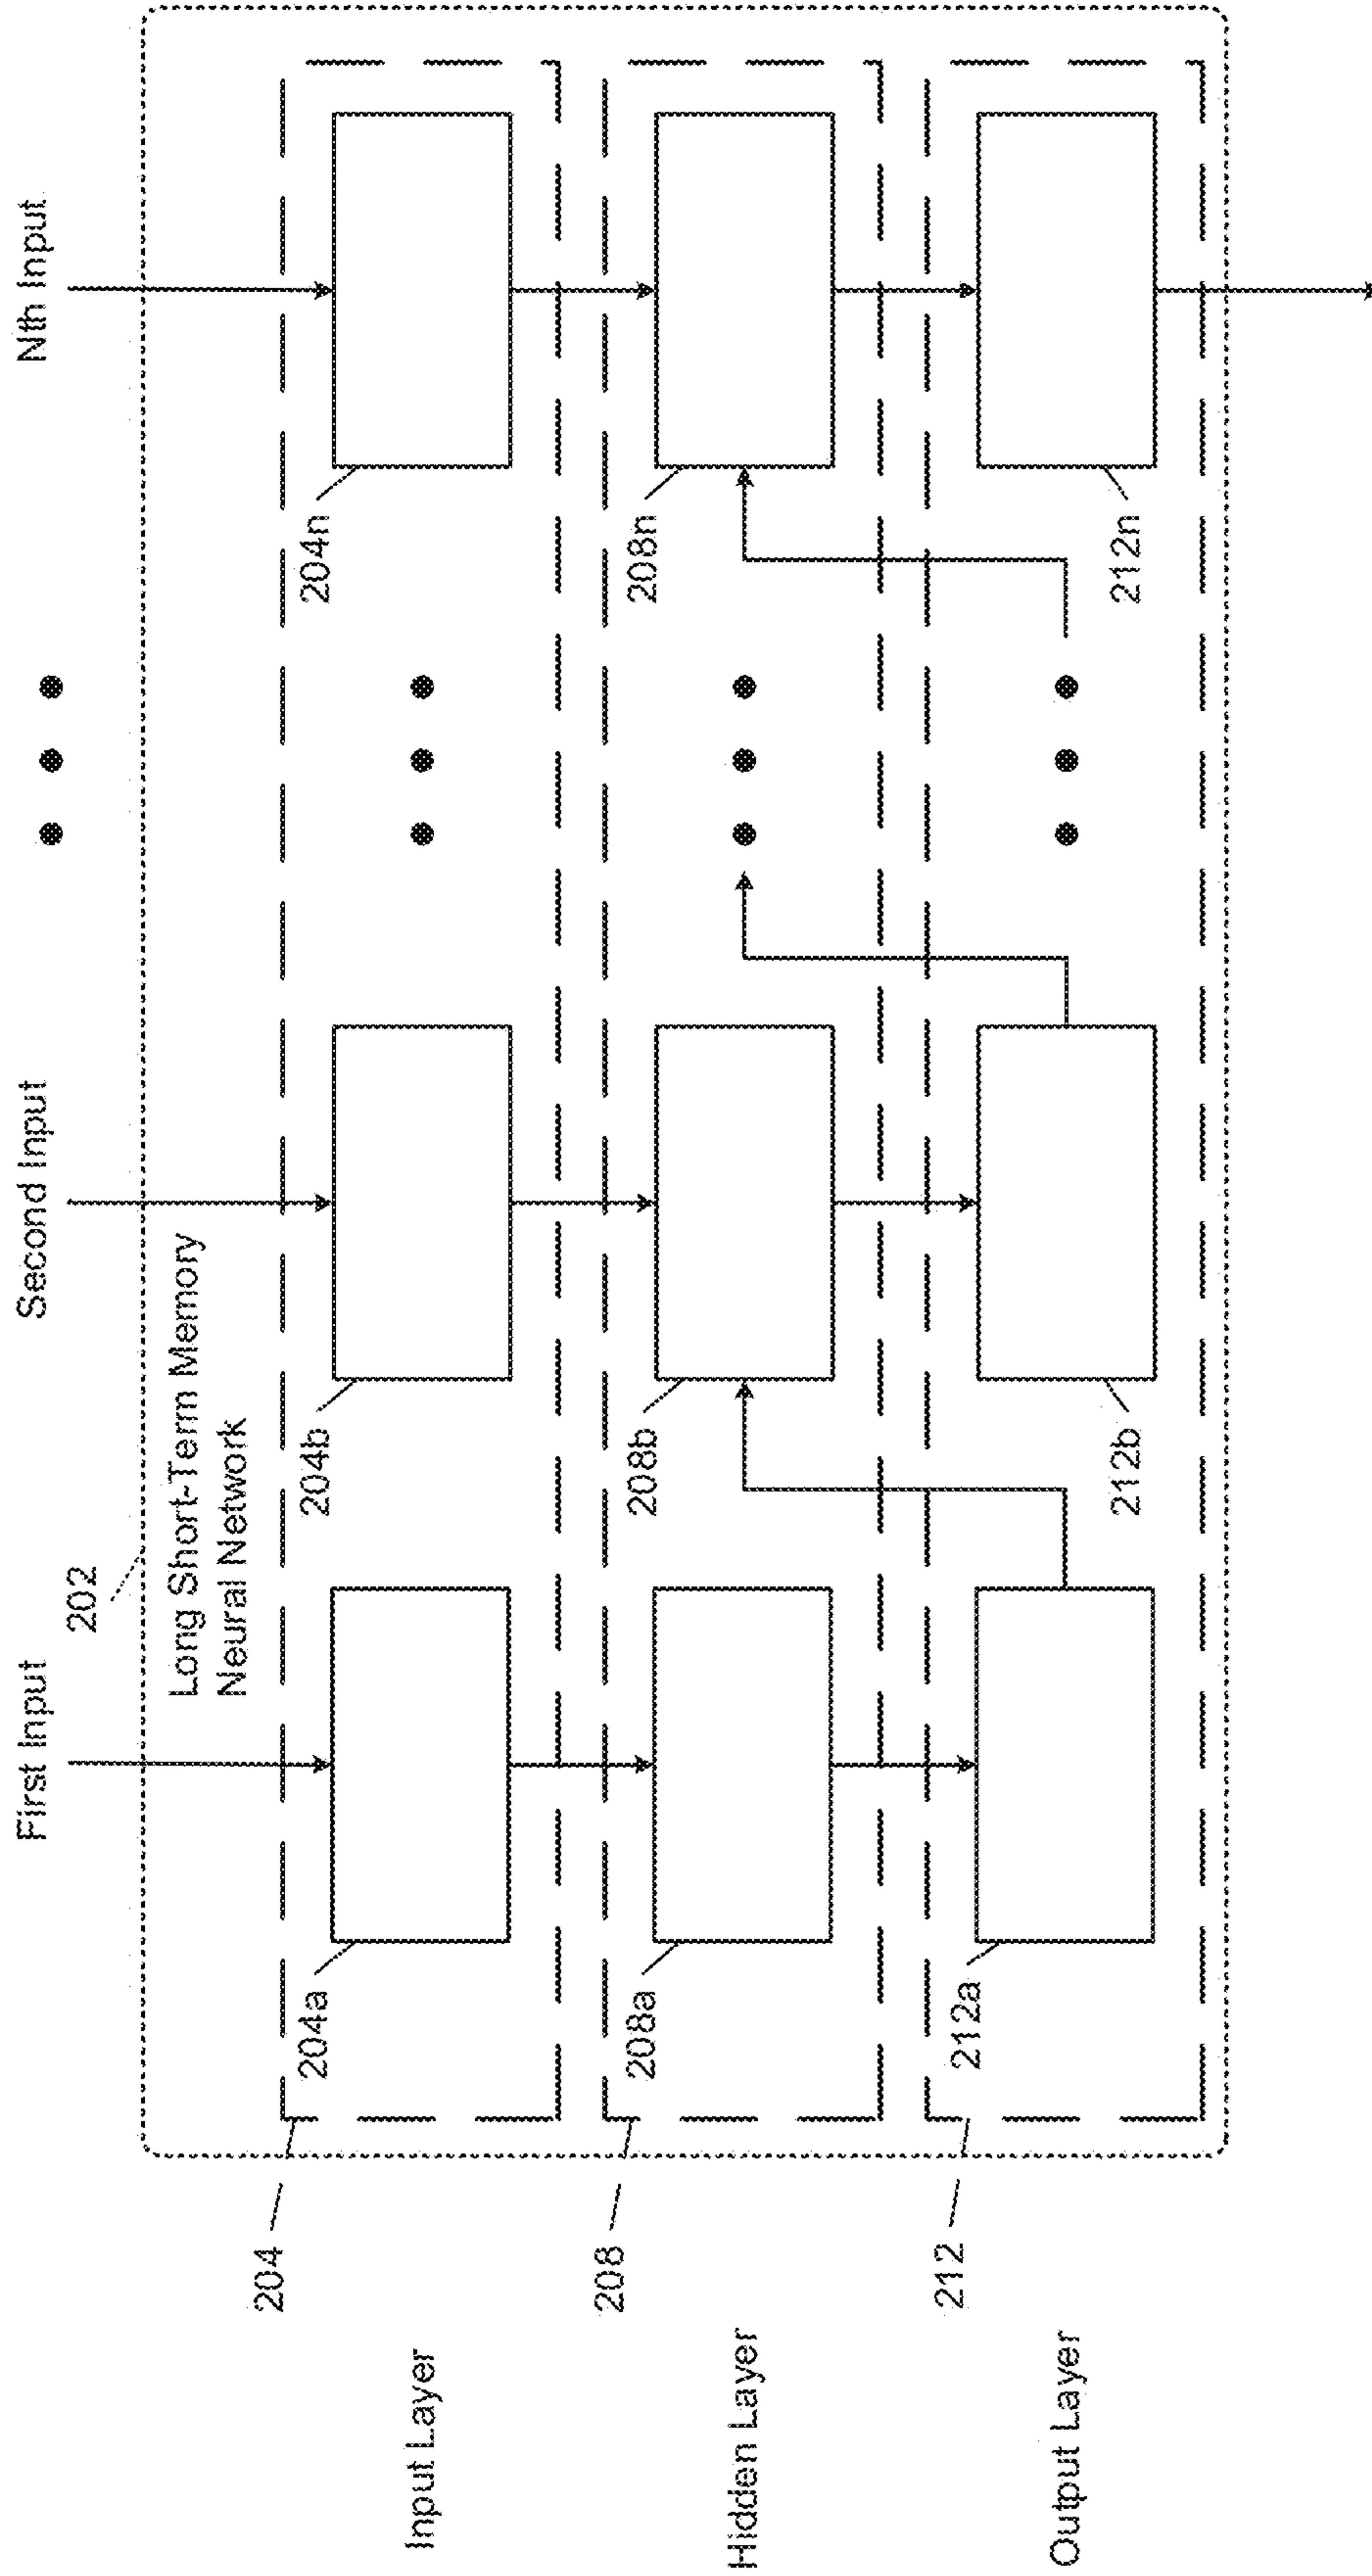 First Input
Second Input
Nth Input
202
Long Short-Term Memory
Neural Network
204
204a
204b
204n
Input Layer
208
208a
208b
208n
Hidden Layer
212
212a
212b
212n
Output Layer